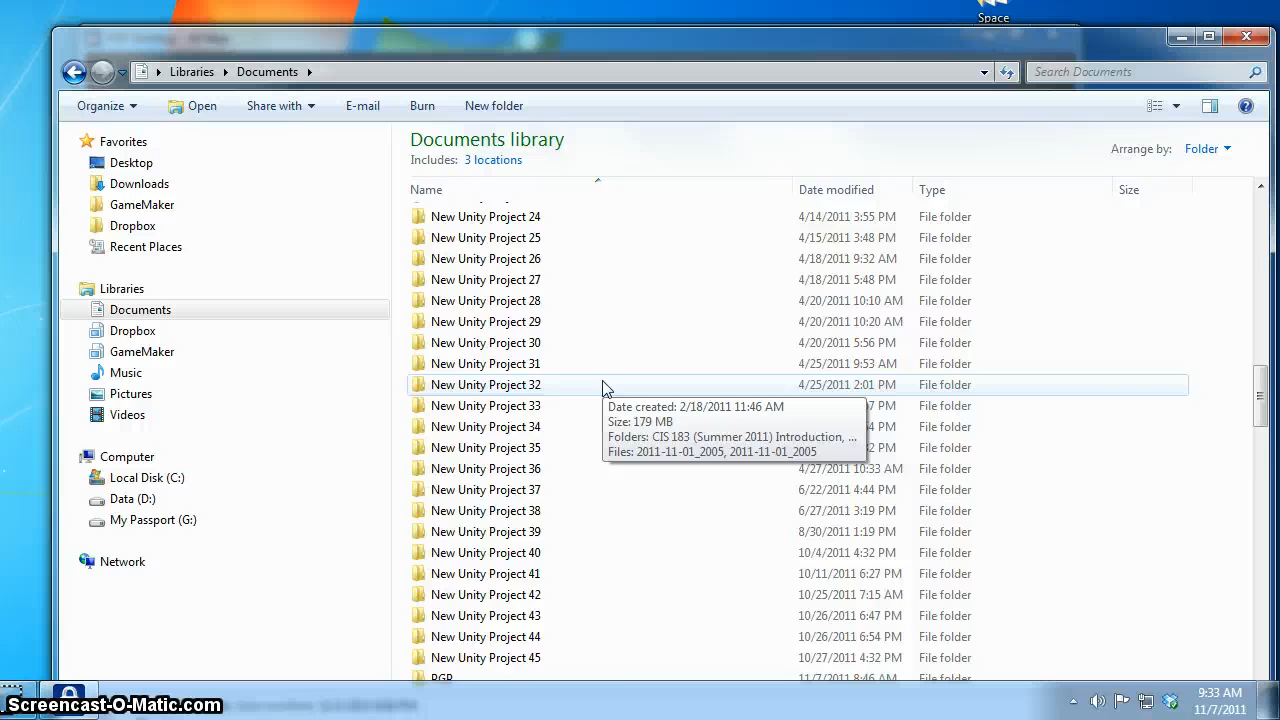 Space
Libraries Documents
Search Documents
Organize Open Share with E-mail Burn New folder
Favorites
Desktop
Downloads
GameMaker
Dropbox
Recent Places
Libraries
Documents
Dropbox
GameMaker
Music
Pictures
Videos
Computer
Local Disk (C:)
Data (D:)
My Passport (G:)
Network
Documents library
Includes: 3 locations
Arrange by: Folder
Name Date modified Type Size
New Unity Project 24 4/14/2011 3:55 PM File folder
New Unity Project 25 4/15/2011 3:48 PM File folder
New Unity Project 26 4/18/2011 9:32 AM File folder
New Unity Project 27 4/18/2011 5:48 PM File folder
New Unity Project 28 4/20/2011 10:10 AM File folder
New Unity Project 29 4/20/2011 10:20 AM File folder
New Unity Project 30 4/20/2011 5:56 PM File folder
New Unity Project 31 4/25/2011 9:53 AM File folder
New Unity Project 32 4/25/2011 2:01 PM File folder
New Unity Project 33 PM File folder
New Unity Project 34 PM File folder
New Unity Project 35 PM File folder
New Unity Project 36 4/27/2011 10:33 AM File folder
New Unity Project 37 6/22/2011 4:44 PM File folder
New Unity Project 38 6/27/2011 3:19 PM File folder
New Unity Project 39 8/30/2011 1:19 PM File folder
New Unity Project 40 10/4/2011 4:32 PM File folder
New Unity Project 41 10/11/2011 6:27 PM File folder
New Unity Project 42 10/25/2011 7:15 AM File folder
New Unity Project 43 10/26/2011 6:47 PM File folder
New Unity Project 44 10/26/2011 6:54 PM File folder
New Unity Project 45 10/27/2011 4:32 PM File folder
PGP 11/7/2011 8:46 AM File folder
Date created: 2/18/2011 11:46 AM
Size: 179 MB
Folders: CIS 183 (Summer 2011) Introduction, ...
Files: 2011-11-01_2005, 2011-11-01_2005
Screencast-O-Matic.com
9:33 AM
11/7/2011